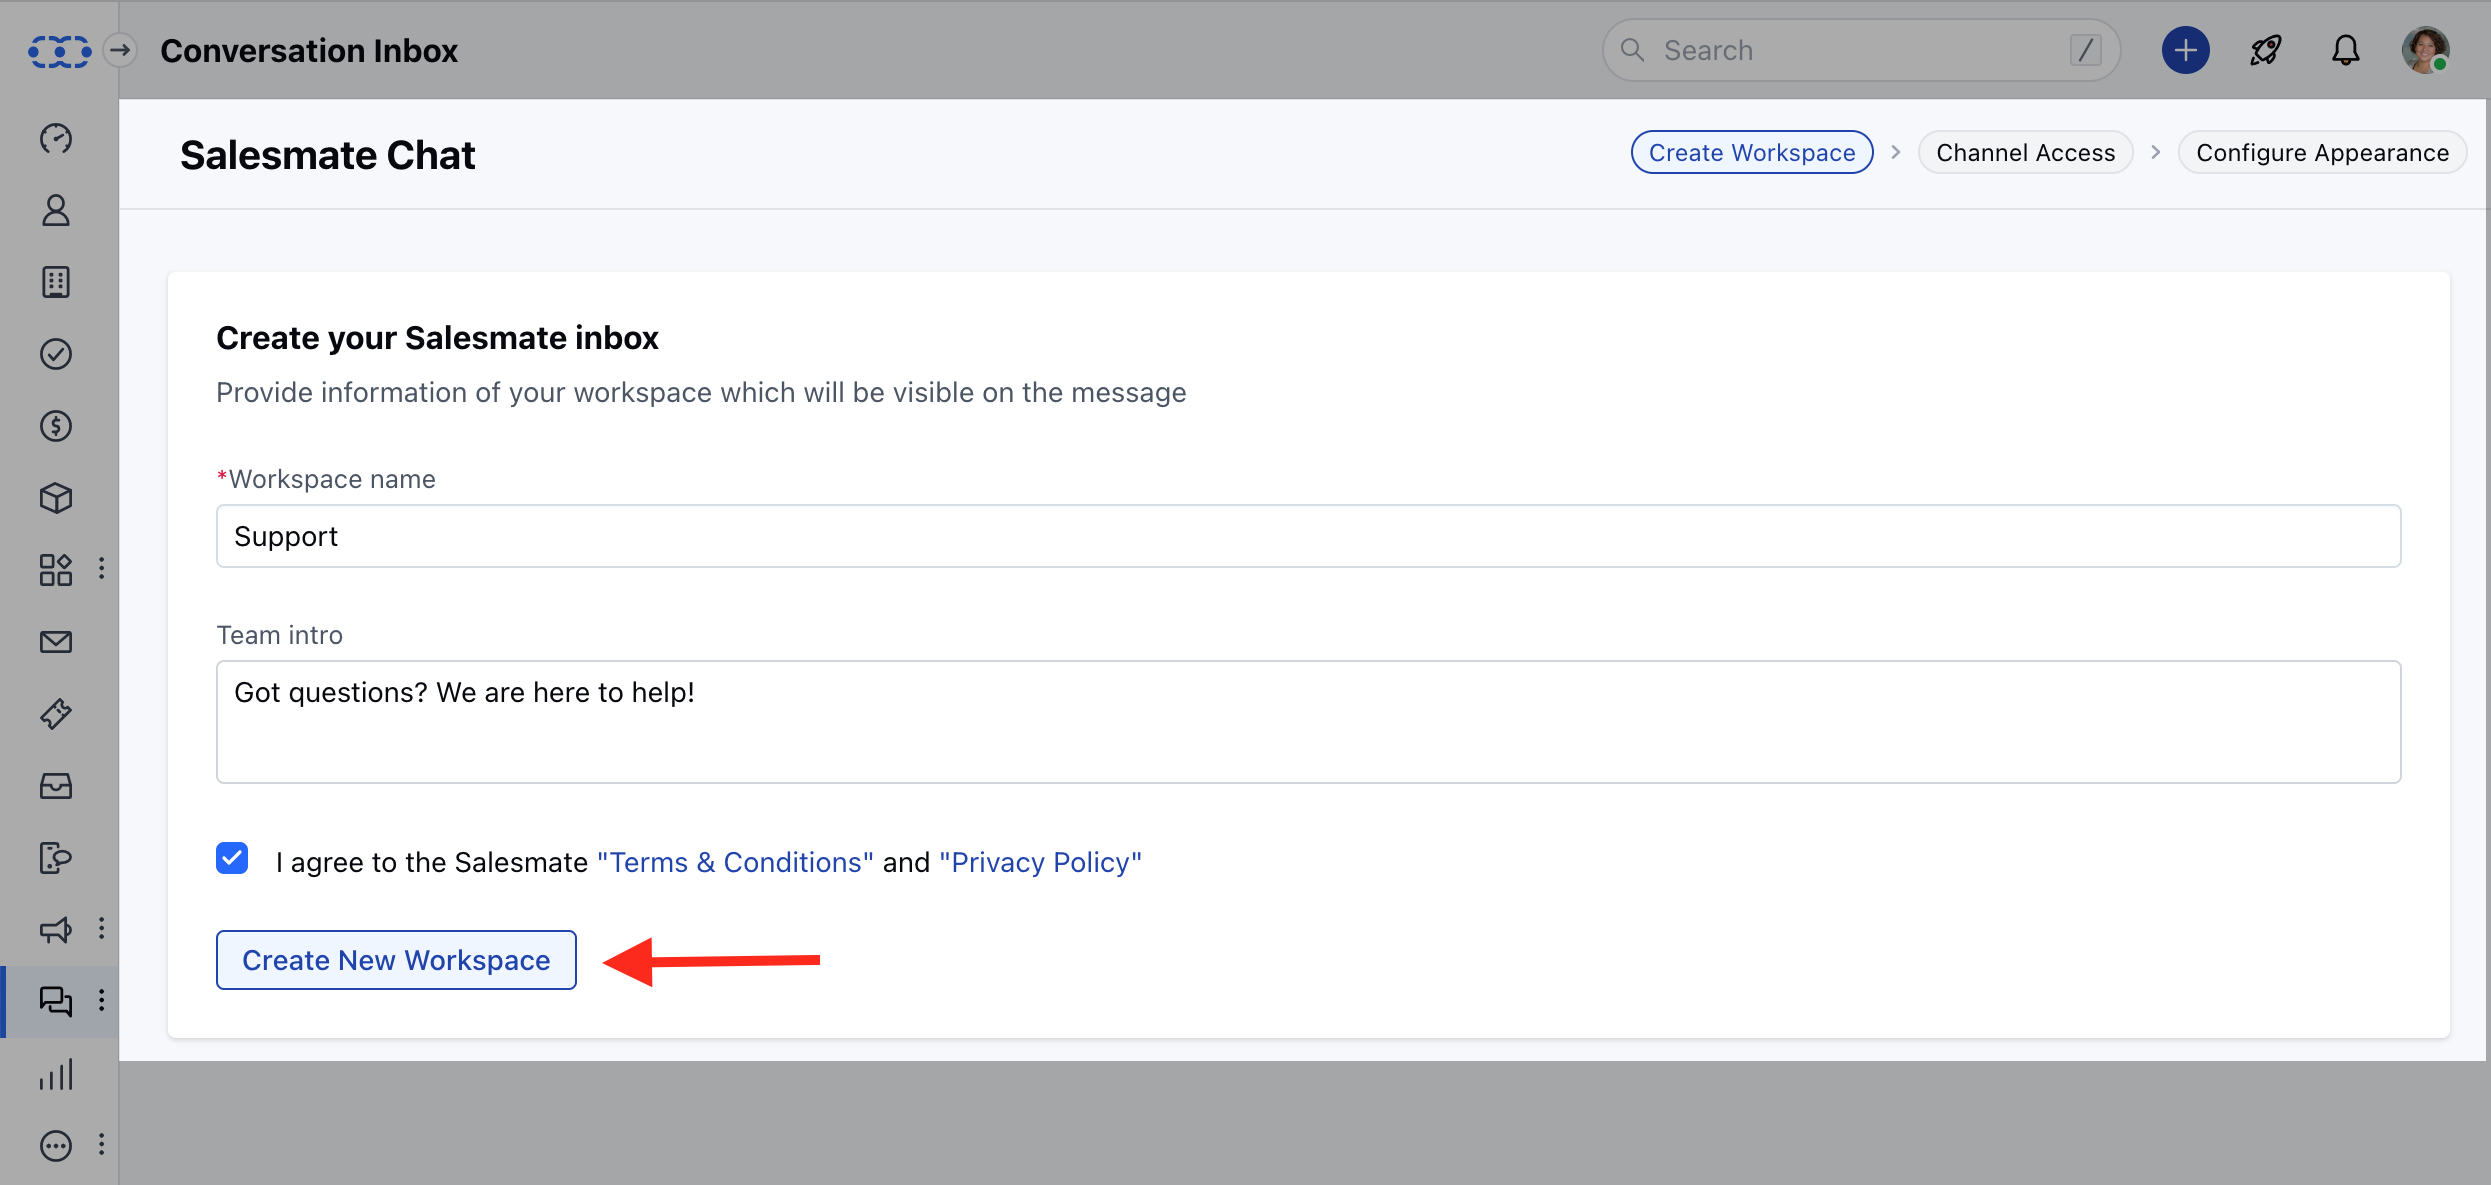 Conversation Inbox
Search /
Salesmate Chat
Create Workspace
Channel Access
Configure Appearance
Create your Salesmate inbox
Provide information of your workspace which will be visible on the message
*Workspace name
Support
Team intro
Got questions? We are here to help!
I agree to the Salesmate "Terms & Conditions" and "Privacy Policy"
Create New Workspace